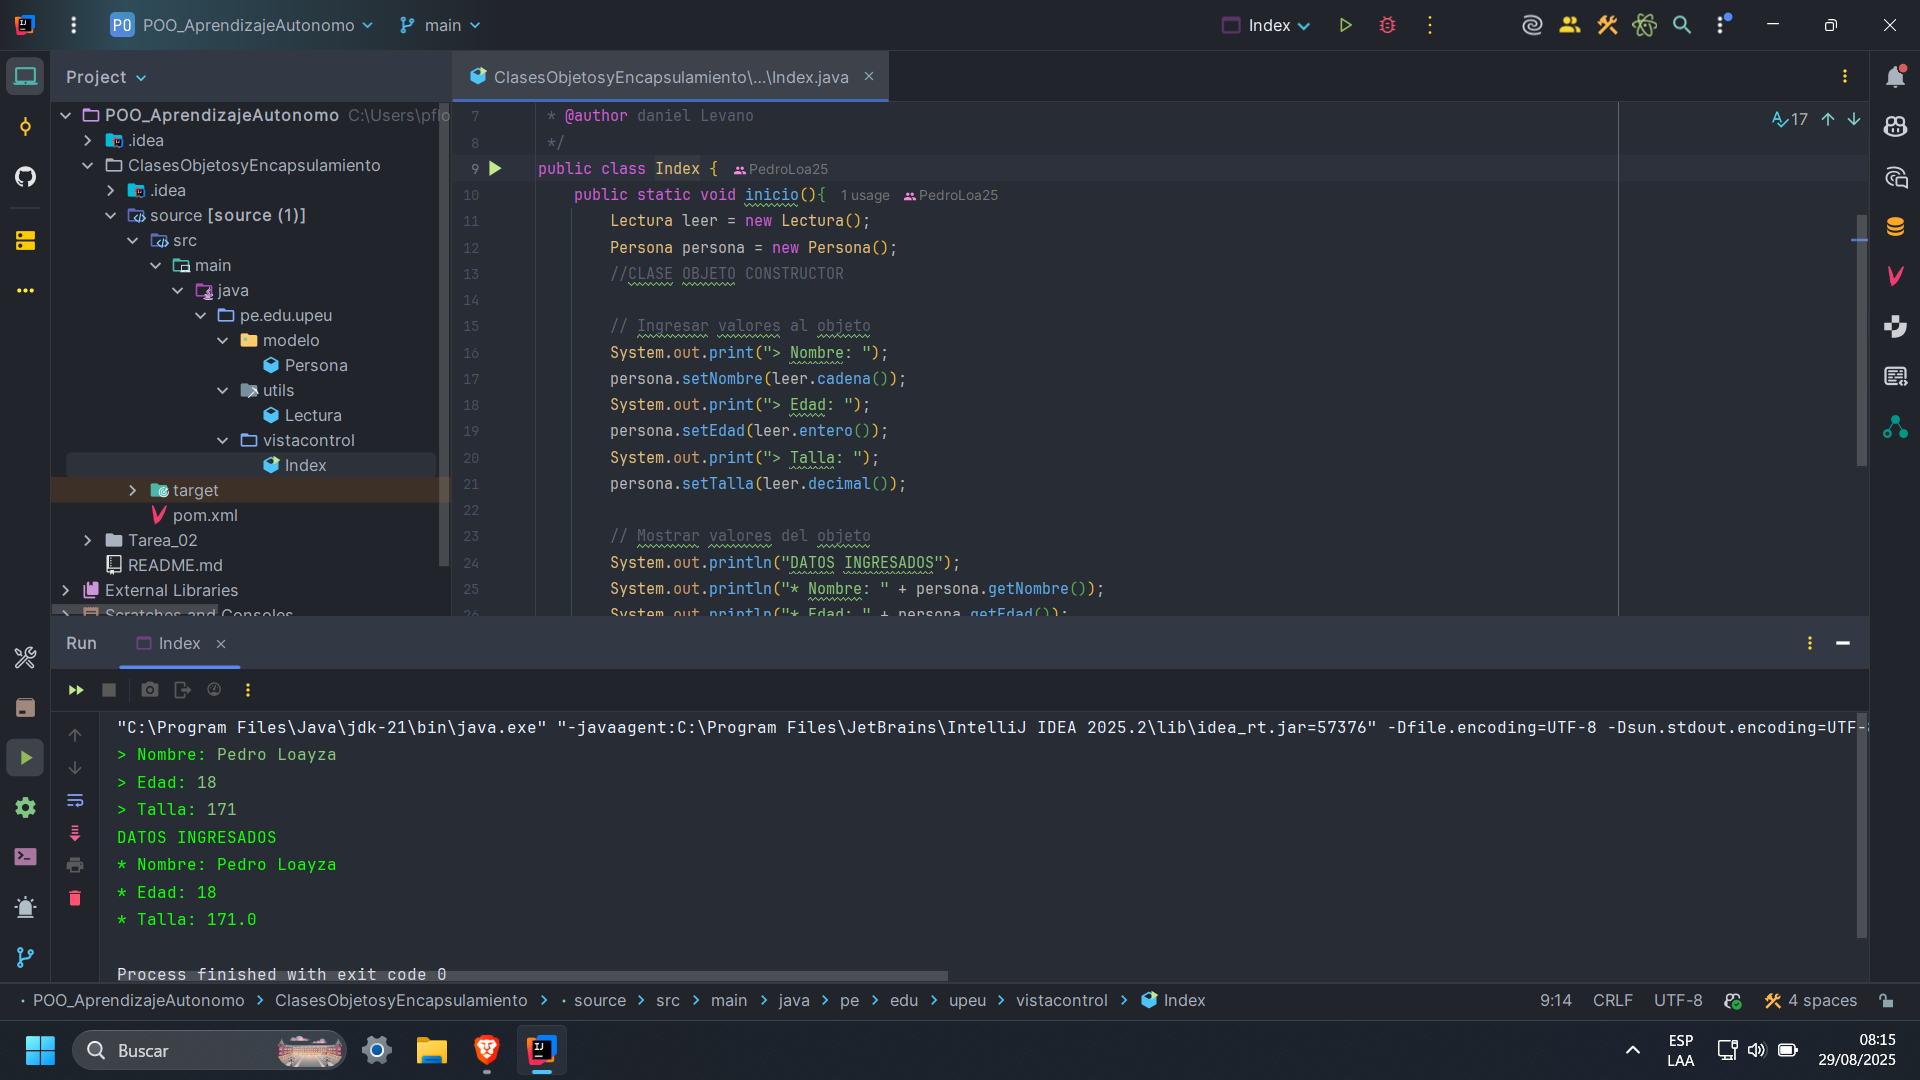 PO POO_AprendizajeAutonomo main Index
Project
ClasesObjetosyEncapsulamiento\...\Index.java
POO_AprendizajeAutonomo C:\Users\pflo
.idea
ClasesObjetosyEncapsulamiento
.idea
source [source (1)]
src
main
java
pe.edu.upeu
modelo
Persona
utils
Lectura
vistacontrol
Index
target
pom.xml
Tarea_02
README.md
External Libraries
Scratches and Consoles
17
7 * @author daniel Levano
8 */
9 public class Index { PedroLoa25
10 public static void inicio(){ 1 usage PedroLoa25
11 Lectura leer = new Lectura();
12 Persona persona = new Persona();
13 //CLASE OBJETO CONSTRUCTOR
14
15 // Ingresar valores al objeto
16 System.out.print("> Nombre: ");
17 persona.setNombre(leer.cadena());
18 System.out.print("> Edad: ");
19 persona.setEdad(leer.entero());
20 System.out.print("> Talla: ");
21 persona.setTalla(leer.decimal());
22
23 // Mostrar valores del objeto
24 System.out.println("DATOS INGRESADOS");
25 System.out.println("* Nombre: " + persona.getNombre());
26 System.out.println("* Edad: " + persona.getEdad());
Run Index
"C:\Program Files\Java\jdk-21\bin\java.exe" "-javaagent:C:\Program Files\JetBrains\IntelliJ IDEA 2025.2\lib\idea_rt.jar=57376" -Dfile.encoding=UTF-8 -Dsun.stdout.encoding=UTF-8
> Nombre: Pedro Loayza
> Edad: 18
> Talla: 171
DATOS INGRESADOS
* Nombre: Pedro Loayza
* Edad: 18
* Talla: 171.0
Process finished with exit code 0
POO_AprendizajeAutonomo > ClasesObjetosyEncapsulamiento > source > src > main > java > pe > edu > upeu > vistacontrol > Index
9:14 CRLF UTF-8 4 spaces
Buscar
ESP
LAA
08:15
29/08/2025